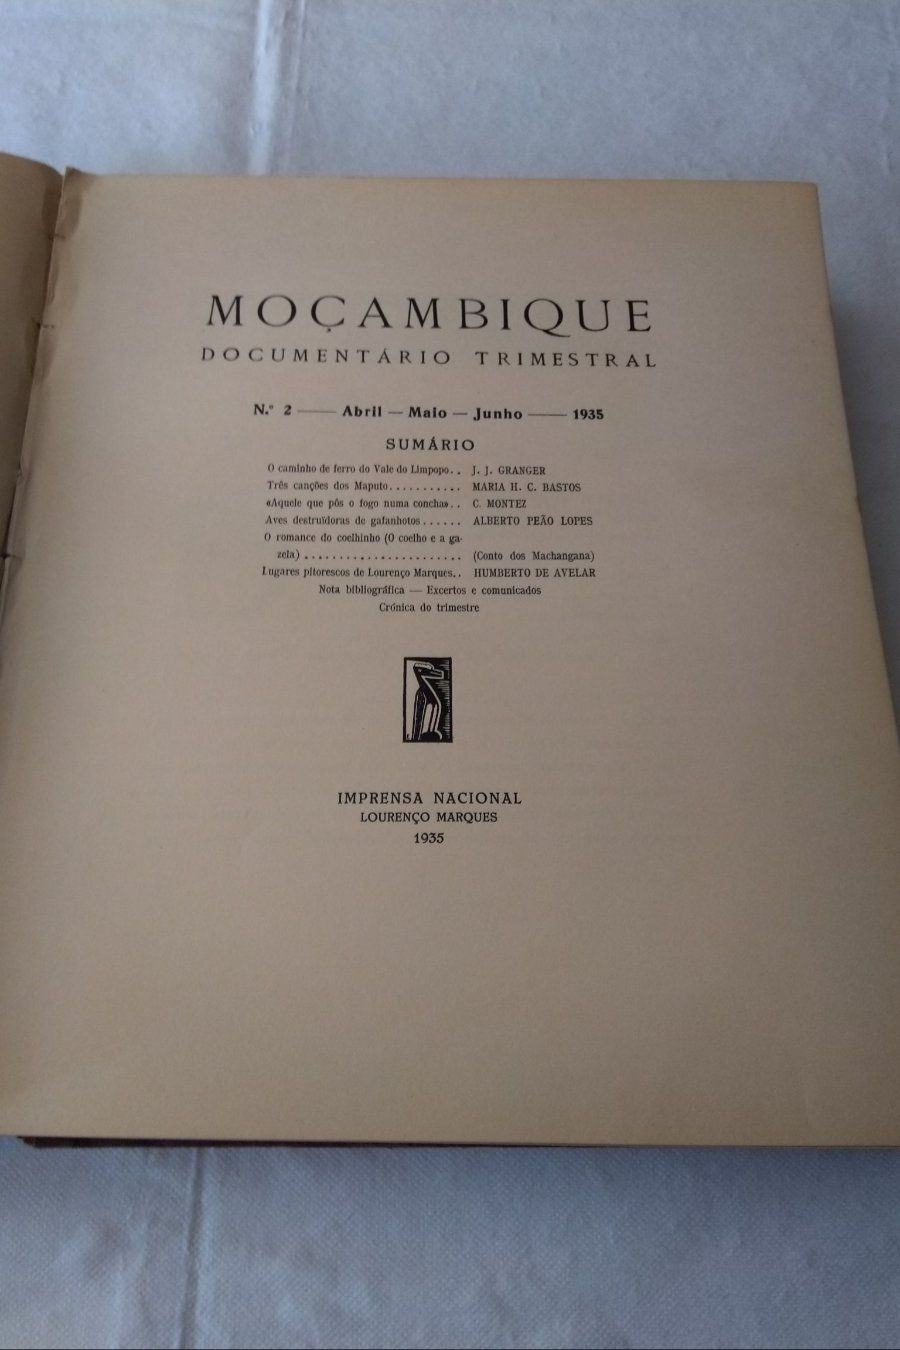 MOÇAMBIQUE
DOCUMENTÁRIO TRIMESTRAL
N.º 2 —— Abril — Maio — Junho —— 1935
SUMÁRIO
O caminho de ferro do Vale do Limpopo.. J. J. GRANGER
Três canções dos Maputo........... MARIA H. C. BASTOS
«Aquele que pôs o fogo numa concha».. C. MONTEZ
Aves destruïdoras de gafanhotos...... ALBERTO PEÃO LOPES
O romance do coelhinho (O coelho e a ga-
zela)....................... (Conto dos Machangana)
Lugares pitorescos de Lourenço Marques.. HUMBERTO DE AVELAR
Nota bibliográfica — Excertos e comunicados
Crónica do trimestre
IMPRENSA NACIONAL
LOURENÇO MARQUES
1935